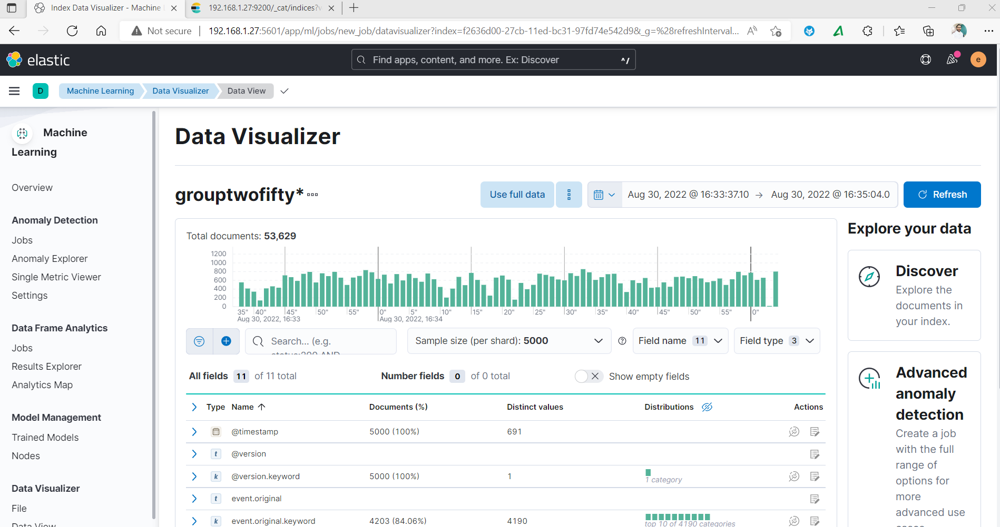 Index Data Visualizer - Machine
192.168.1.27:9200/_cat/indices?v
Not secure
192.168.1.27:5601/app/ml/jobs/new_job/datavisualizer?index=f2636d00-27cb-11ed-bc31-97fd74e542d9&_g=%28refreshInterval...
elastic
Find apps, content, and more. Ex: Discover
^/
e
D
Machine Learning
Data Visualizer
Data View
Machine
Learning
Overview
Anomaly Detection
Jobs
Anomaly Explorer
Single Metric Viewer
Settings
Data Frame Analytics
Jobs
Results Explorer
Analytics Map
Model Management
Trained Models
Nodes
Data Visualizer
File
Data View
Data Visualizer
grouptwofifty*
Use full data
Aug 30, 2022 @ 16:33:37.10 → Aug 30, 2022 @ 16:35:04.0
Refresh
Total documents: 53,629
1200
1000
800
600
400
200
0
35" 40" 45" 50" 55" 0" 5" 10" 15" 20" 25" 30" 35" 40" 45" 50" 55" 0"
Aug 30, 2022, 16:33 Aug 30, 2022, 16:34
Search... (e.g.
status:200 AND
Sample size (per shard): 5000
Field name 11
Field type 3
All fields 11 of 11 total
Number fields 0 of 0 total
Show empty fields
Type Name Documents (%) Distinct values Distributions Actions
@timestamp 5000 (100%) 691
t @version
k @version.keyword 5000 (100%) 1
1 category
t event.original
k event.original.keyword 4203 (84.06%) 4190
top 10 of 4190 categories
Explore your data
Discover
Explore the
documents in
your index.
Advanced
anomaly
detection
Create a job
with the full
range of
options for
more
advanced use